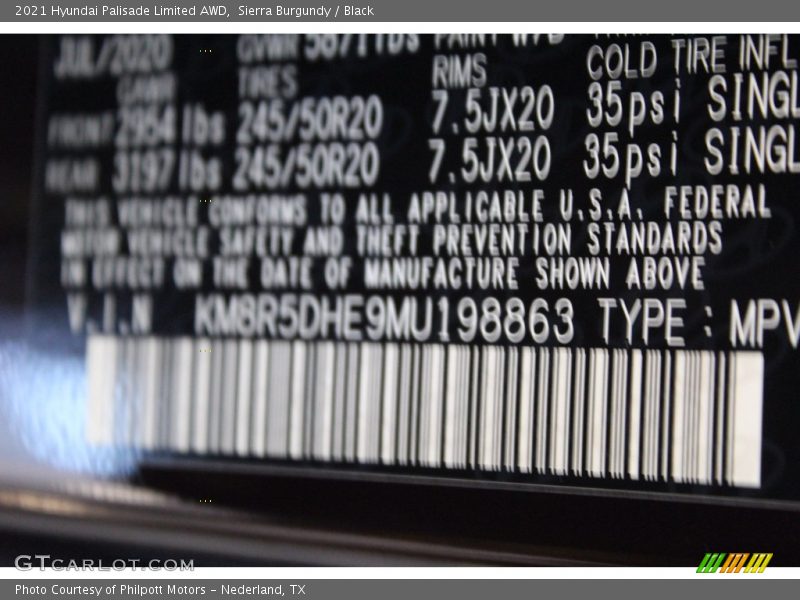 2021 Hyundai Palisade Limited AWD, Sierra Burgundy / Black
JUL/2020 GVWR
TIRES RIMS COLD TIRE INFL
FRONT 2954 lbs 245/50R20 7.5JX20 35psi SINGL
REAR 3197 lbs 245/50R20 7.5JX20 35psi SINGL
THIS VEHICLE CONFORMS TO ALL APPLICABLE U.S.A. FEDERAL
MOTOR VEHICLE SAFETY AND THEFT PREVENTION STANDARDS
IN EFFECT ON THE DATE OF MANUFACTURE SHOWN ABOVE
V.I.N KM8R5DHE9MU198863 TYPE : MPV
GTCARLOT.COM
Photo Courtesy of Philpott Motors - Nederland, TX